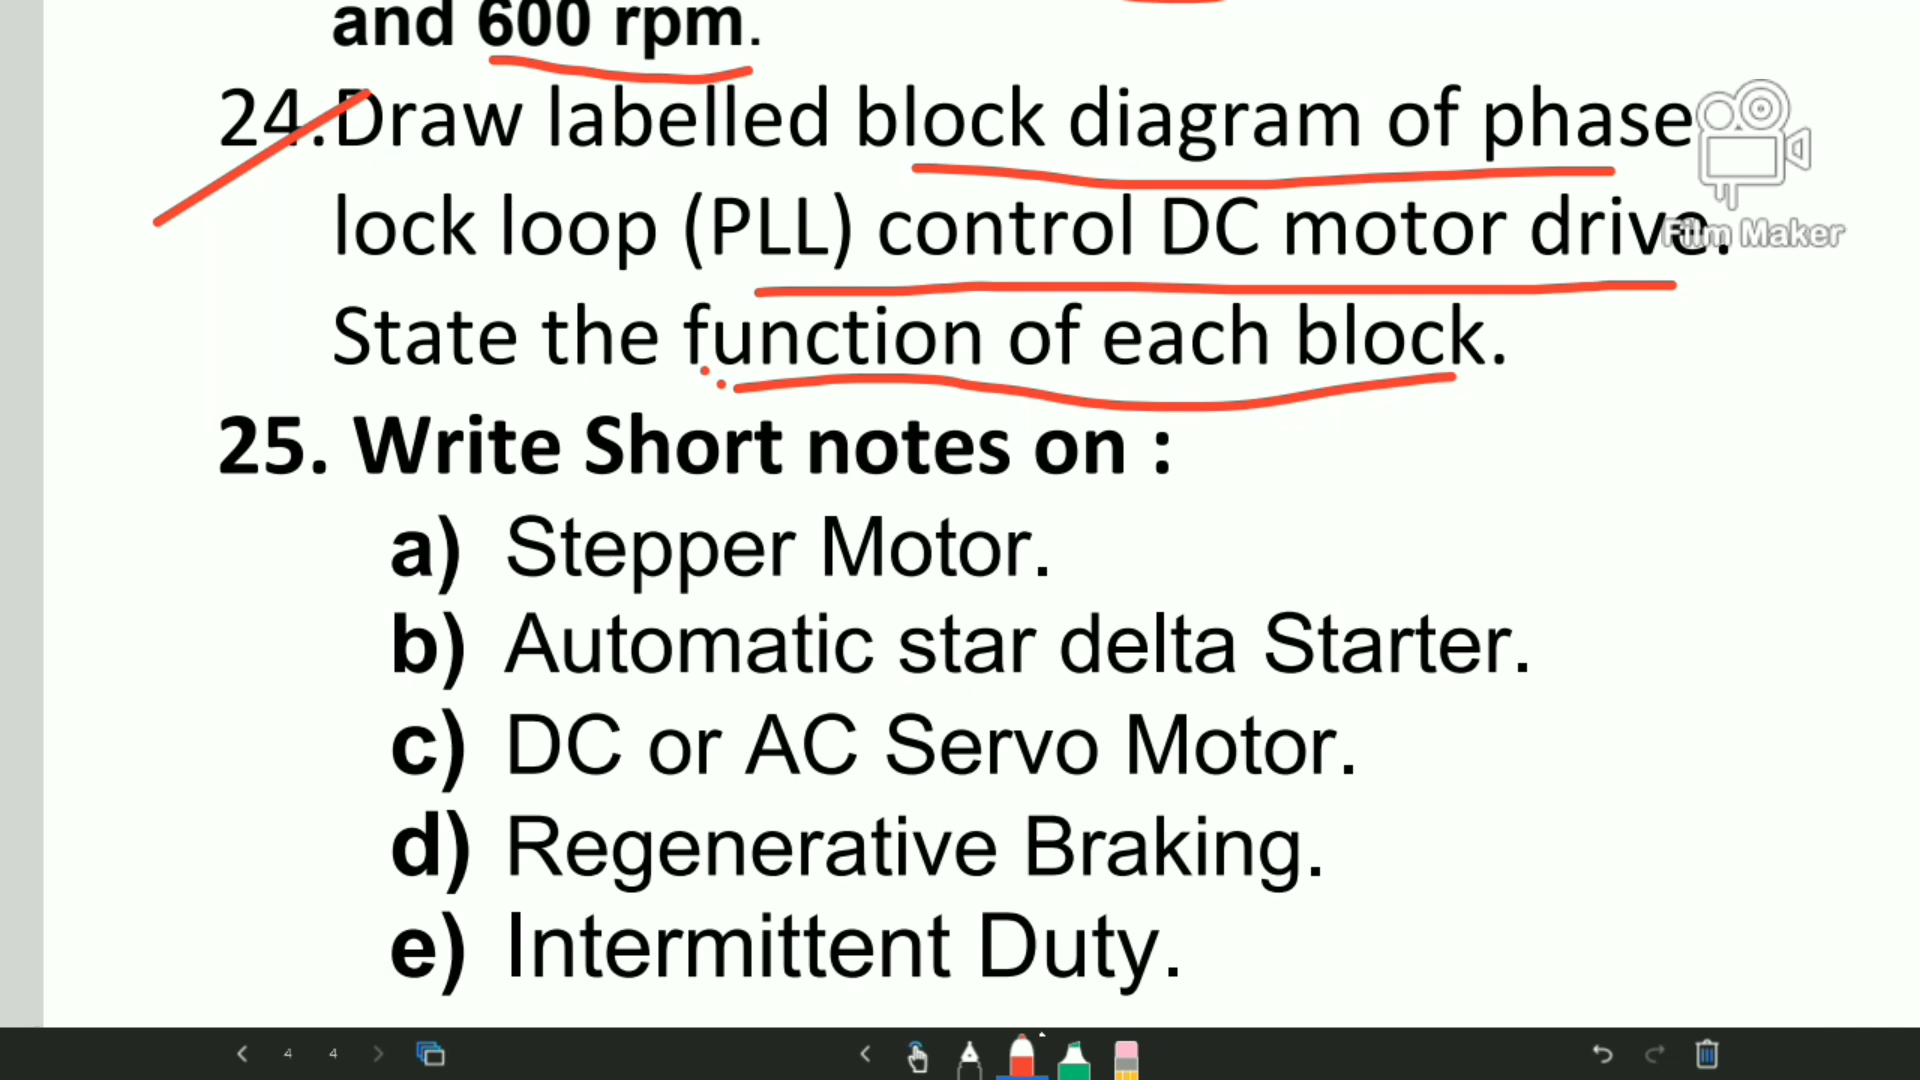 and 600 rpm.
24.Draw labelled block diagram of phase
lock loop (PLL) control DC motor drive.
Film Maker
State the function of each block.
25. Write Short notes on :
a) Stepper Motor.
b) Automatic star delta Starter.
c) DC or AC Servo Motor.
d) Regenerative Braking.
e) Intermittent Duty.
4 4